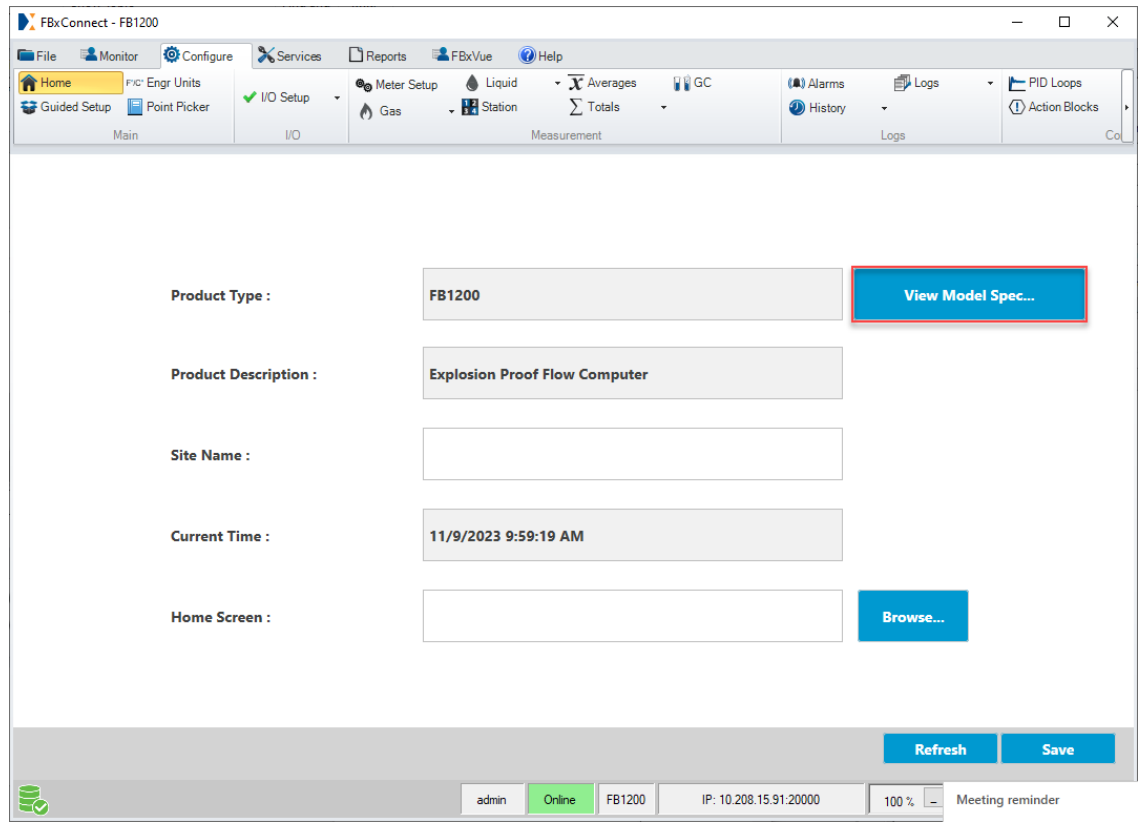 FBxConnect - FB1200
File Monitor Configure Services Reports FBxVue Help
Home F°/C° Engr Units I/O Setup Meter Setup Liquid Averages GC Alarms Logs PID Loops
Guided Setup Point Picker Gas Station Totals History Action Blocks
Main I/O Measurement Logs Co
Product Type : FB1200 View Model Spec...
Product Description : Explosion Proof Flow Computer
Site Name :
Current Time : 11/9/2023 9:59:19 AM
Home Screen : Browse...
Refresh Save
admin Online FB1200 IP: 10.208.15.91:20000 100 % – Meeting reminder